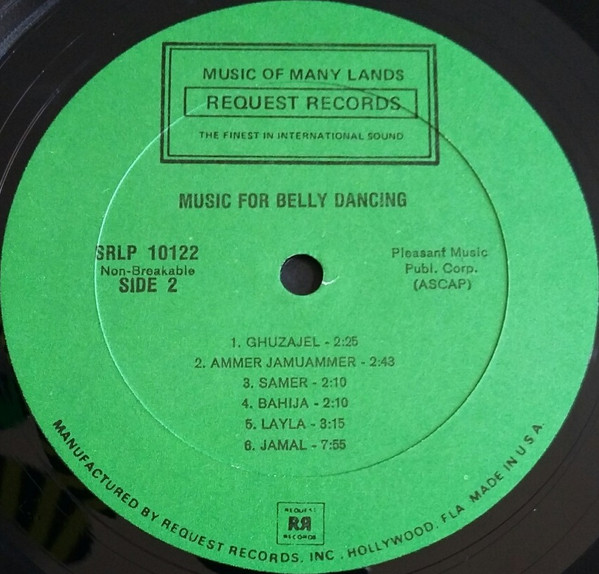 MUSIC OF MANY LANDS
REQUEST RECORDS
THE FINEST IN INTERNATIONAL SOUND
MUSIC FOR BELLY DANCING
SRLP 10122
Non-Breakable
SIDE 2
Pleasant Music
Publ. Corp.
(ASCAP)
1. GHUZAJEL - 2:25
2. AMMER JAMUAMMER - 2:43
3. SAMER - 2:10
4. BAHIJA - 2:10
5. LAYLA - 3:15
6. JAMAL - 7:55
REQUEST
RR
RECORDS
MANUFACTURED BY REQUEST RECORDS, INC. HOLLYWOOD, FLA MADE IN U.S.A.